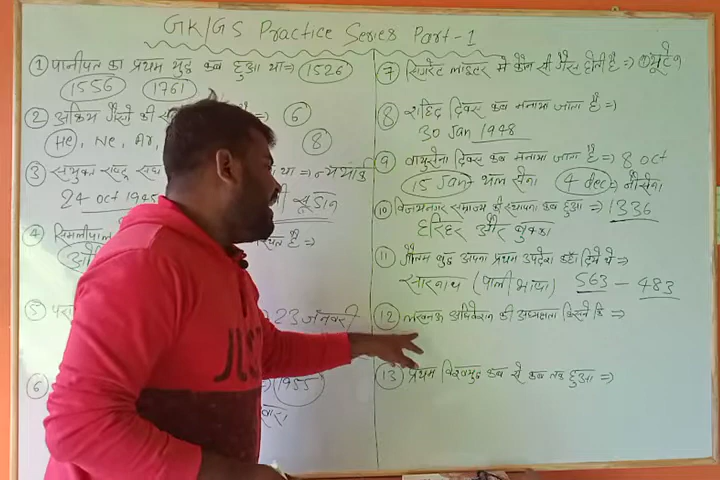 GK/GS Practice Series Part-1
① पानीपत का प्रथम युद्ध कब हुआ था ⇒ 1526
1556 1761
② अक्रिय गैसों की है ⇒ 6
He, Ne, Ar, 8
③ संयुक्त राष्ट्र था ⇒ न्यूयॉर्क
24 oct 1945 सूडान
④ सिमलीपाल स्थित है ⇒
⑤ 23 जनवरी
⑥ 1955
⑦ सिगरेट लाइटर में कौन सी गैस होती है ⇒ ब्यूटेन
⑧ शहिद दिवस कब मनाया जाता है ⇒
30 Jan 1948
⑨ वायुसेना दिवस कब मनाया जाता है ⇒ 8 oct
15 Jan थल सेना 4 dec ⇒ नौसेना
⑩ विजयनगर साम्राज्य की स्थापना कब हुआ ⇒ 1336
हरिहर और बुक्का
⑪ गौतम बुद्ध अपना प्रथम उपदेश कहाँ दिये थे ⇒
सारनाथ (पाली भाषा) 563 - 483
⑫ लखनऊ अधिवेशन की अध्यक्षता किसने कि ⇒
⑬ प्रथम विश्वयुद्ध कब से कब तक हुआ ⇒